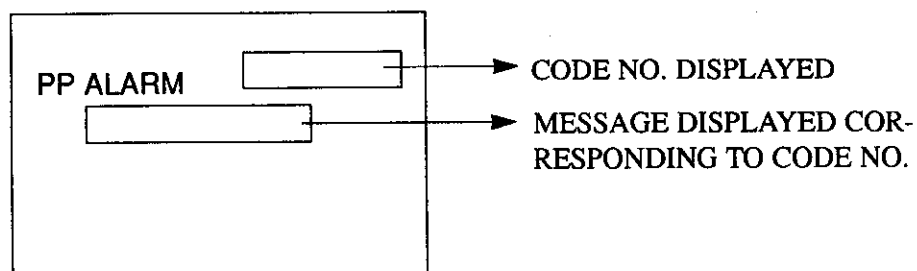 PP ALARM
CODE NO. DISPLAYED
MESSAGE DISPLAYED COR-
RESPONDING TO CODE NO.